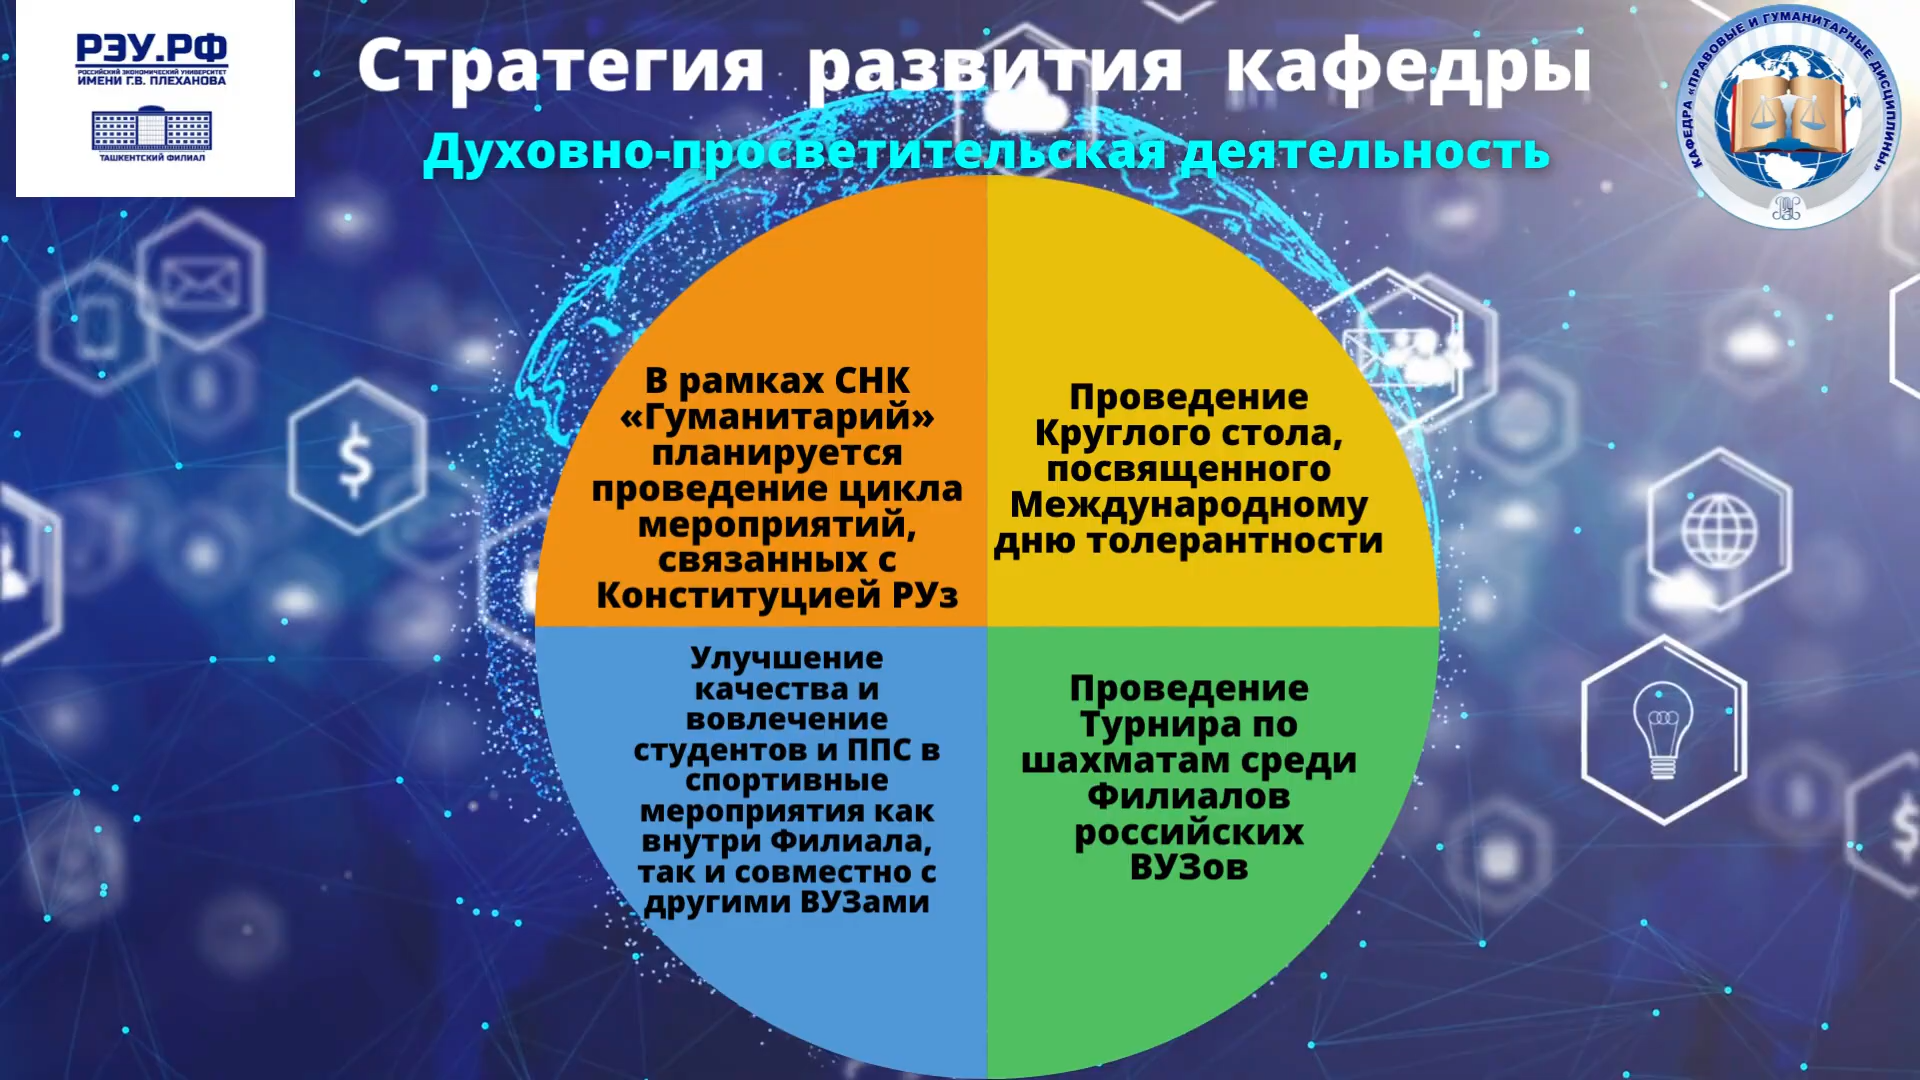 РЭУ.РФ
РОССИЙСКИЙ ЭКОНОМИЧЕСКИЙ УНИВЕРСИТЕТ
ИМЕНИ Г.В. ПЛЕХАНОВА
ТАШКЕНТСКИЙ ФИЛИАЛ
Стратегия развития кафедры
Духовно-просветительская деятельность
КАФЕДРА «ПРАВОВЫЕ И ГУМАНИТАРНЫЕ ДИСЦИПЛИНЫ»
В рамках СНК
«Гуманитарий»
планируется
проведение цикла
мероприятий,
связанных с
Конституцией РУз
Проведение
Круглого стола,
посвященного
Международному
дню толерантности
Улучшение
качества и
вовлечение
студентов и ППС в
спортивные
мероприятия как
внутри Филиала,
так и совместно с
другими ВУЗами
Проведение
Турнира по
шахматам среди
Филиалов
российских
ВУЗов